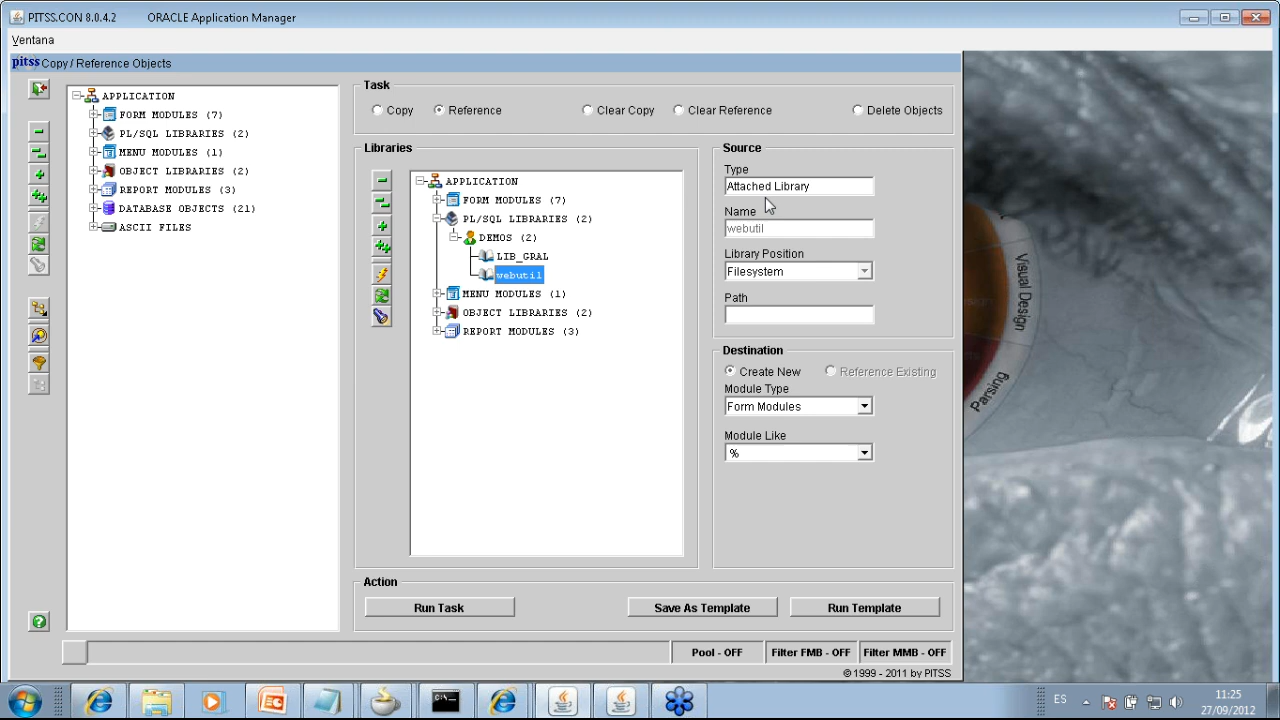 PITSS.CON 8.0.4.2 ORACLE Application Manager
Ventana
pitss Copy / Reference Objects
APPLICATION
FORM MODULES (7)
PL/SQL LIBRARIES (2)
MENU MODULES (1)
OBJECT LIBRARIES (2)
REPORT MODULES (3)
DATABASE OBJECTS (21)
ASCII FILES
Task
Copy Reference Clear Copy Clear Reference Delete Objects
Libraries
APPLICATION
FORM MODULES (7)
PL/SQL LIBRARIES (2)
DEMOS (2)
LIB_GRAL
webutil
MENU MODULES (1)
OBJECT LIBRARIES (2)
REPORT MODULES (3)
Source
Type
Attached Library
Name
webutil
Library Position
Filesystem
Path
Destination
Create New Reference Existing
Module Type
Form Modules
Module Like
%
Action
Run Task Save As Template Run Template
Pool - OFF Filter FMB - OFF Filter MMB - OFF
© 1999 - 2011 by PITSS
Visual Design
Parsing
C:\_
ES 11:25
27/09/2012